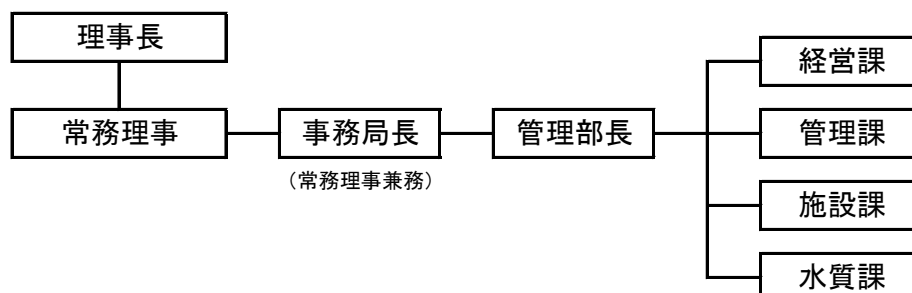 理事長
常務理事
事務局長
（常務理事兼務）
管理部長
経営課
管理課
施設課
水質課